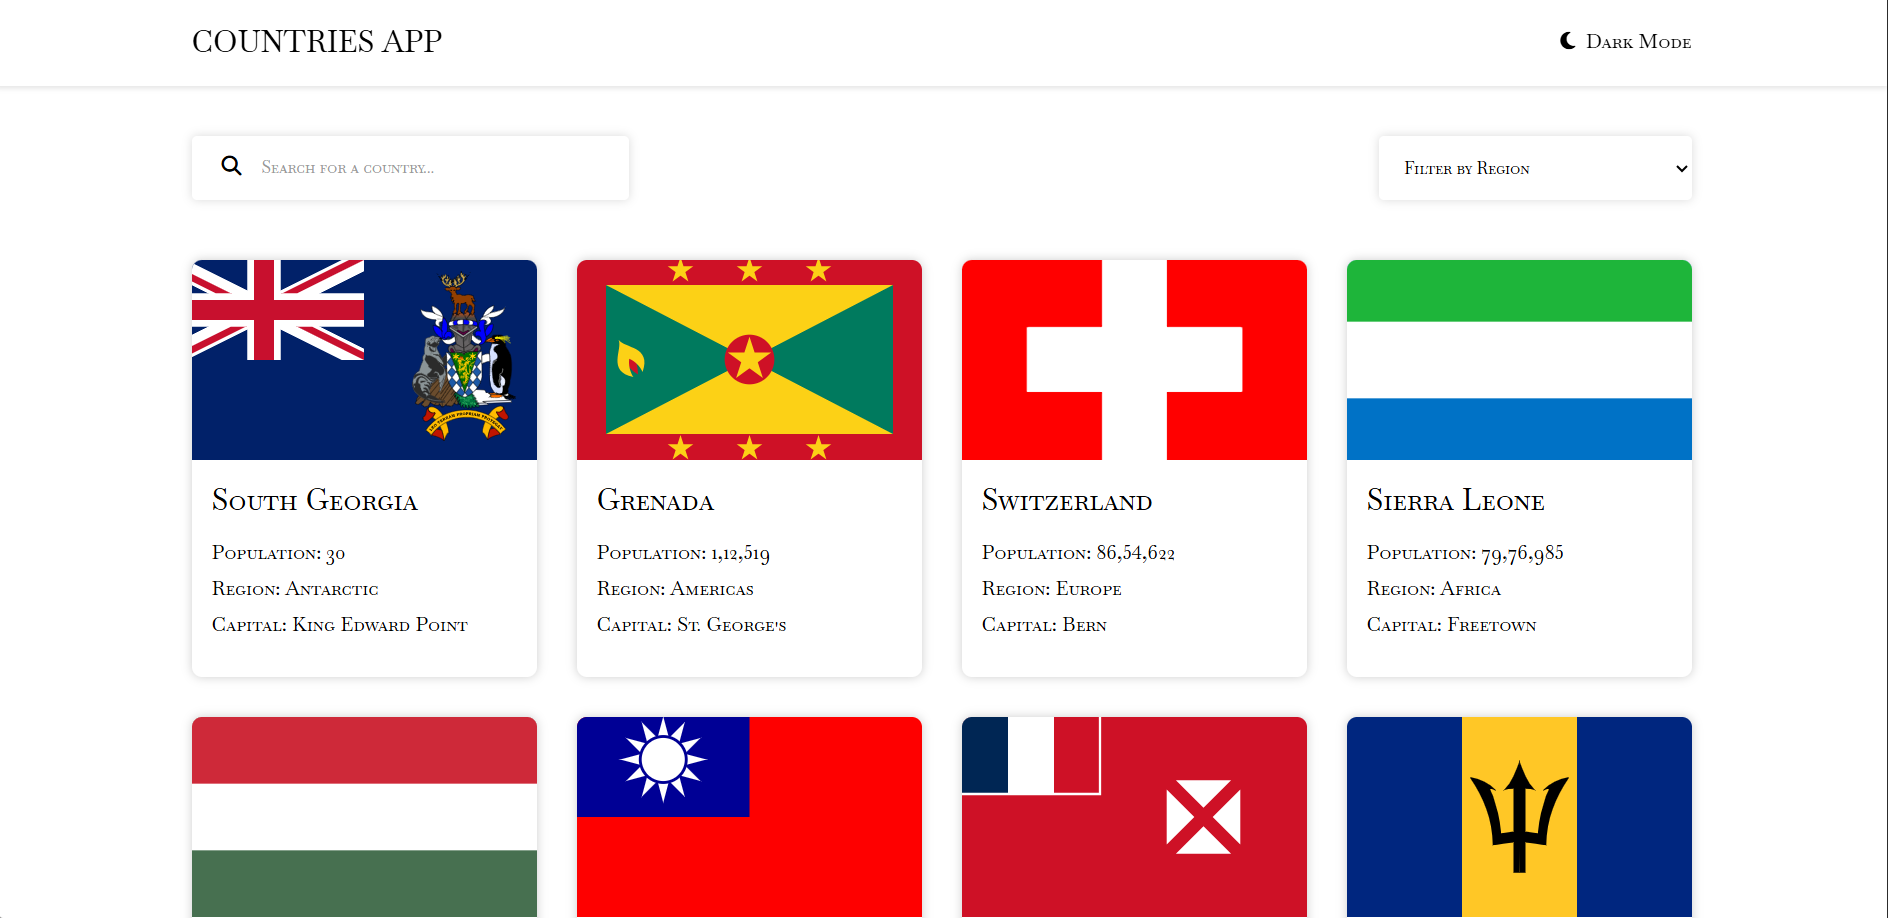 COUNTRIES APP
Dark Mode
Search for a country...
Filter by Region
South Georgia
Population: 30
Region: Antarctic
Capital: King Edward Point
Grenada
Population: 1,12,519
Region: Americas
Capital: St. George's
Switzerland
Population: 86,54,622
Region: Europe
Capital: Bern
Sierra Leone
Population: 79,76,985
Region: Africa
Capital: Freetown